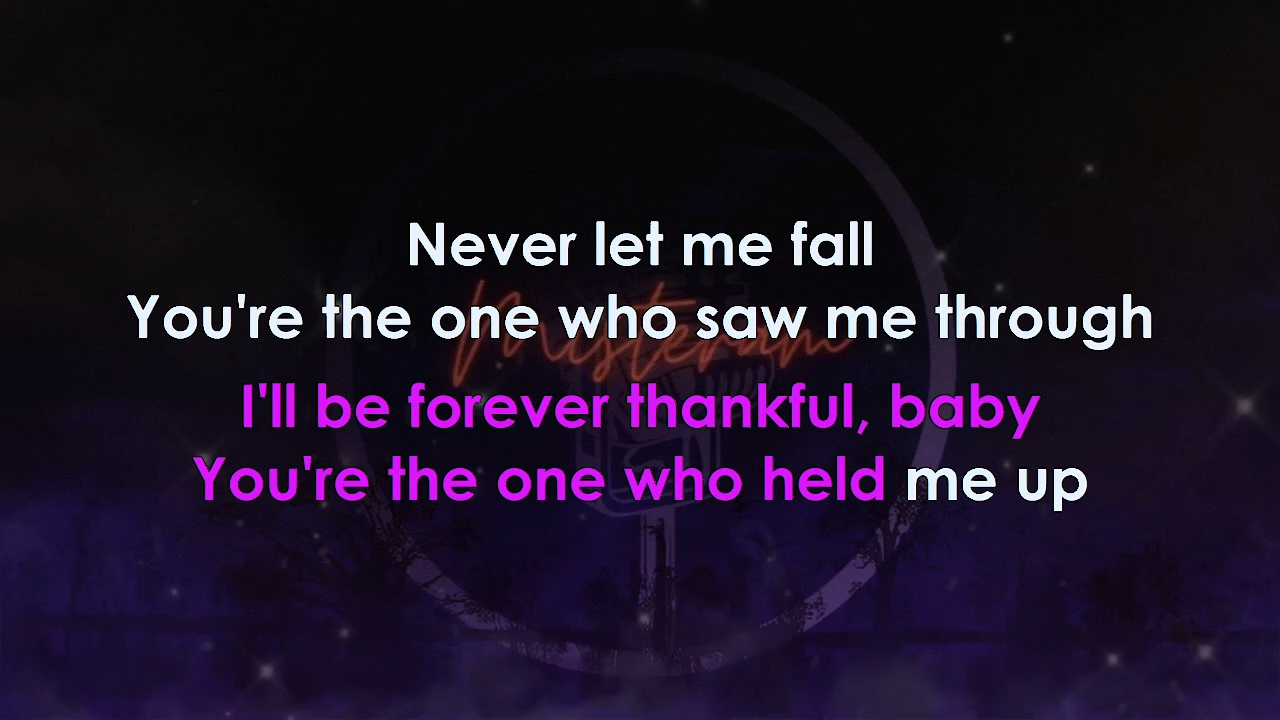 Never let me fall
You're the one who saw me through
Misteram
I'll be forever thankful, baby
You're the one who held me up